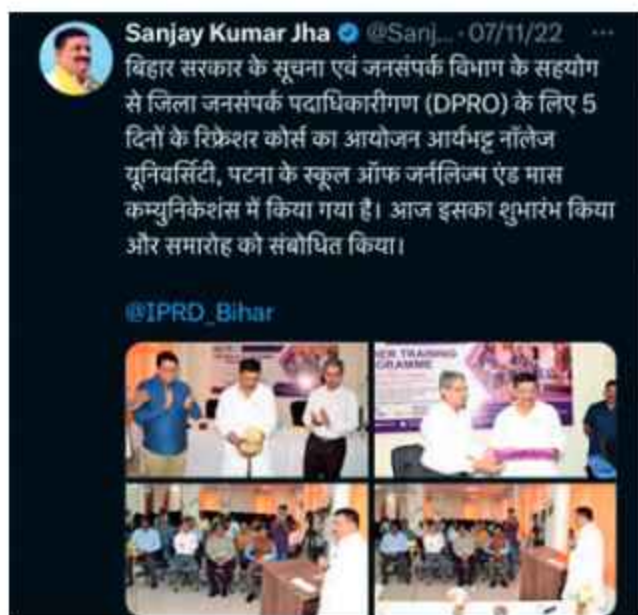 Sanjay Kumar Jha @Sanj... · 07/11/22 ...
बिहार सरकार के सूचना एवं जनसंपर्क विभाग के सहयोग
से जिला जनसंपर्क पदाधिकारीगण (DPRO) के लिए 5
दिनों के रिफ्रेशर कोर्स का आयोजन आर्यभट्ट नॉलेज
यूनिवर्सिटी, पटना के स्कूल ऑफ जर्नलिज्म एंड मास
कम्युनिकेशंस में किया गया है। आज इसका शुभारंभ किया
और समारोह को संबोधित किया।
@IPRD_Bihar
TRAINING